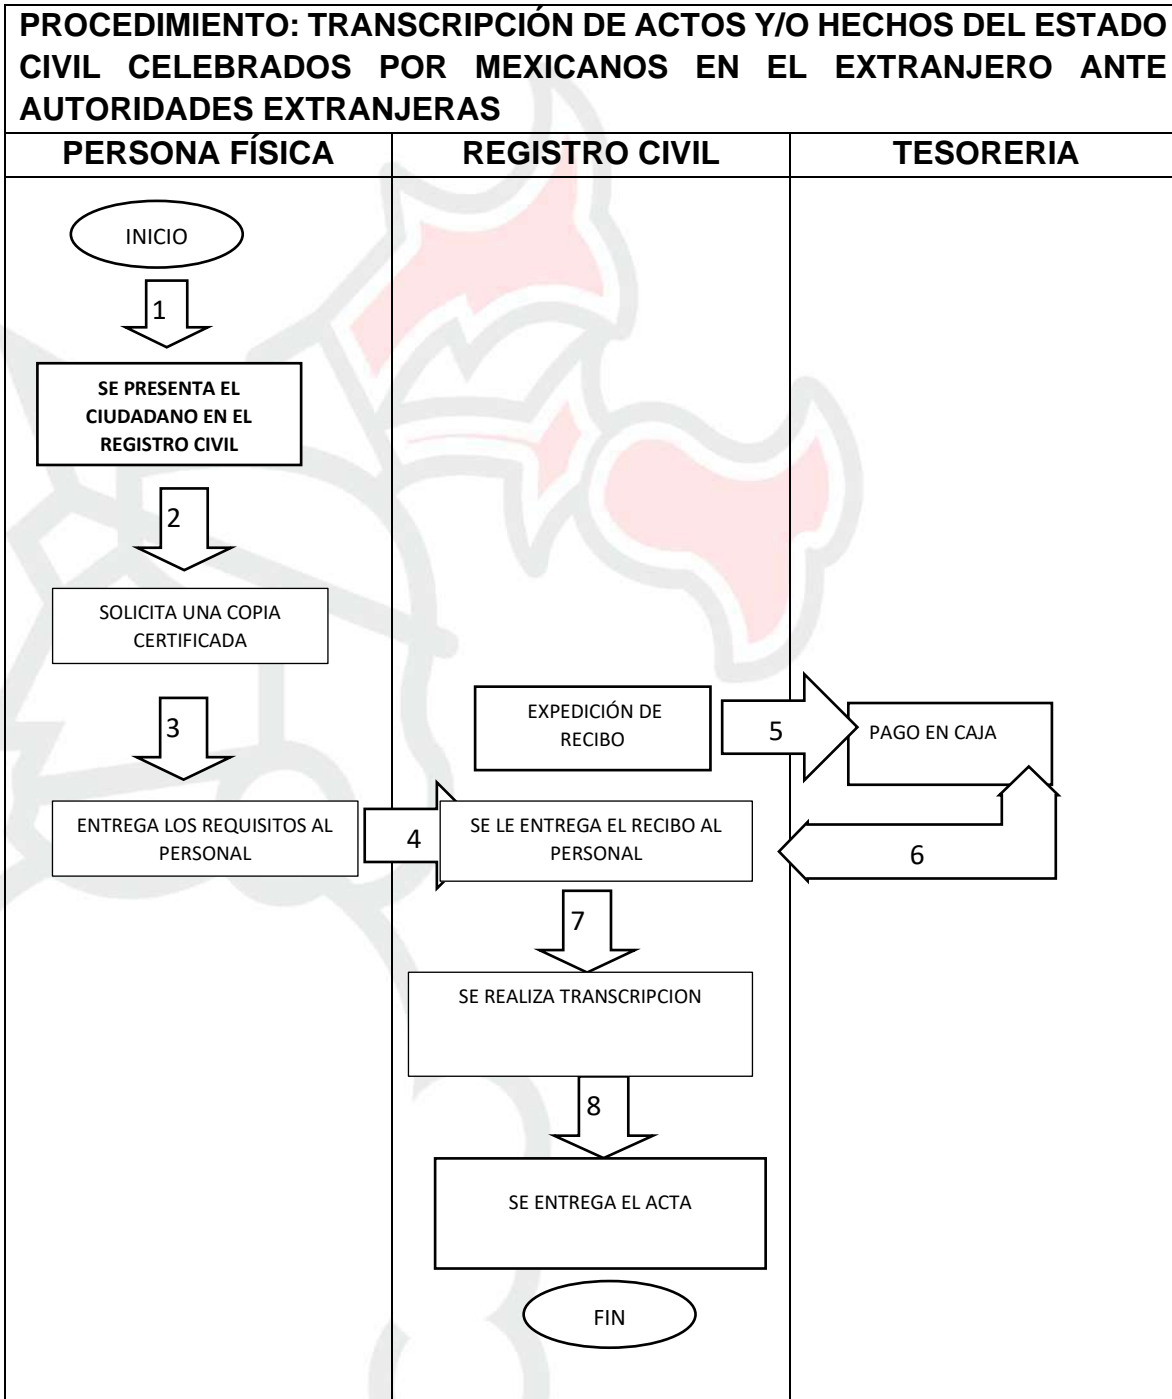 PROCEDIMIENTO: TRANSCRIPCIÓN DE ACTOS Y/O HECHOS DEL ESTADO
CIVIL CELEBRADOS POR MEXICANOS EN EL EXTRANJERO ANTE
AUTORIDADES EXTRANJERAS
PERSONA FÍSICA
REGISTRO CIVIL
TESORERIA
INICIO
1
SE PRESENTA EL
CIUDADANO EN EL
REGISTRO CIVIL
2
SOLICITA UNA COPIA
CERTIFICADA
3
ENTREGA LOS REQUISITOS AL
PERSONAL
4
EXPEDICIÓN DE
RECIBO
5
PAGO EN CAJA
6
SE LE ENTREGA EL RECIBO AL
PERSONAL
7
SE REALIZA TRANSCRIPCION
8
SE ENTREGA EL ACTA
FIN